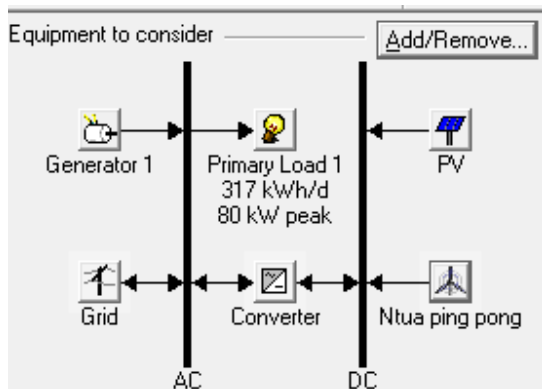 Equipment to consider
Add/Remove...
Generator 1
Primary Load 1
317 kWh/d
80 kW peak
PV
Grid
Converter
Ntua ping pong
AC
DC